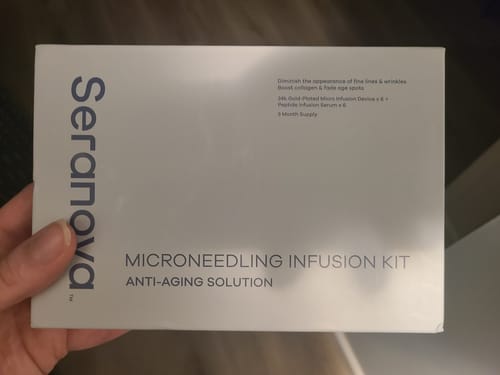 Seranova™
Diminish the appearance of fine lines & wrinkles
Boost collagen & fade age spots
24k Gold-Plated Micro Infusion Device x 6 +
Peptide Infusion Serum x 6
3 Month Supply
MICRONEEDLING INFUSION KIT
ANTI-AGING SOLUTION